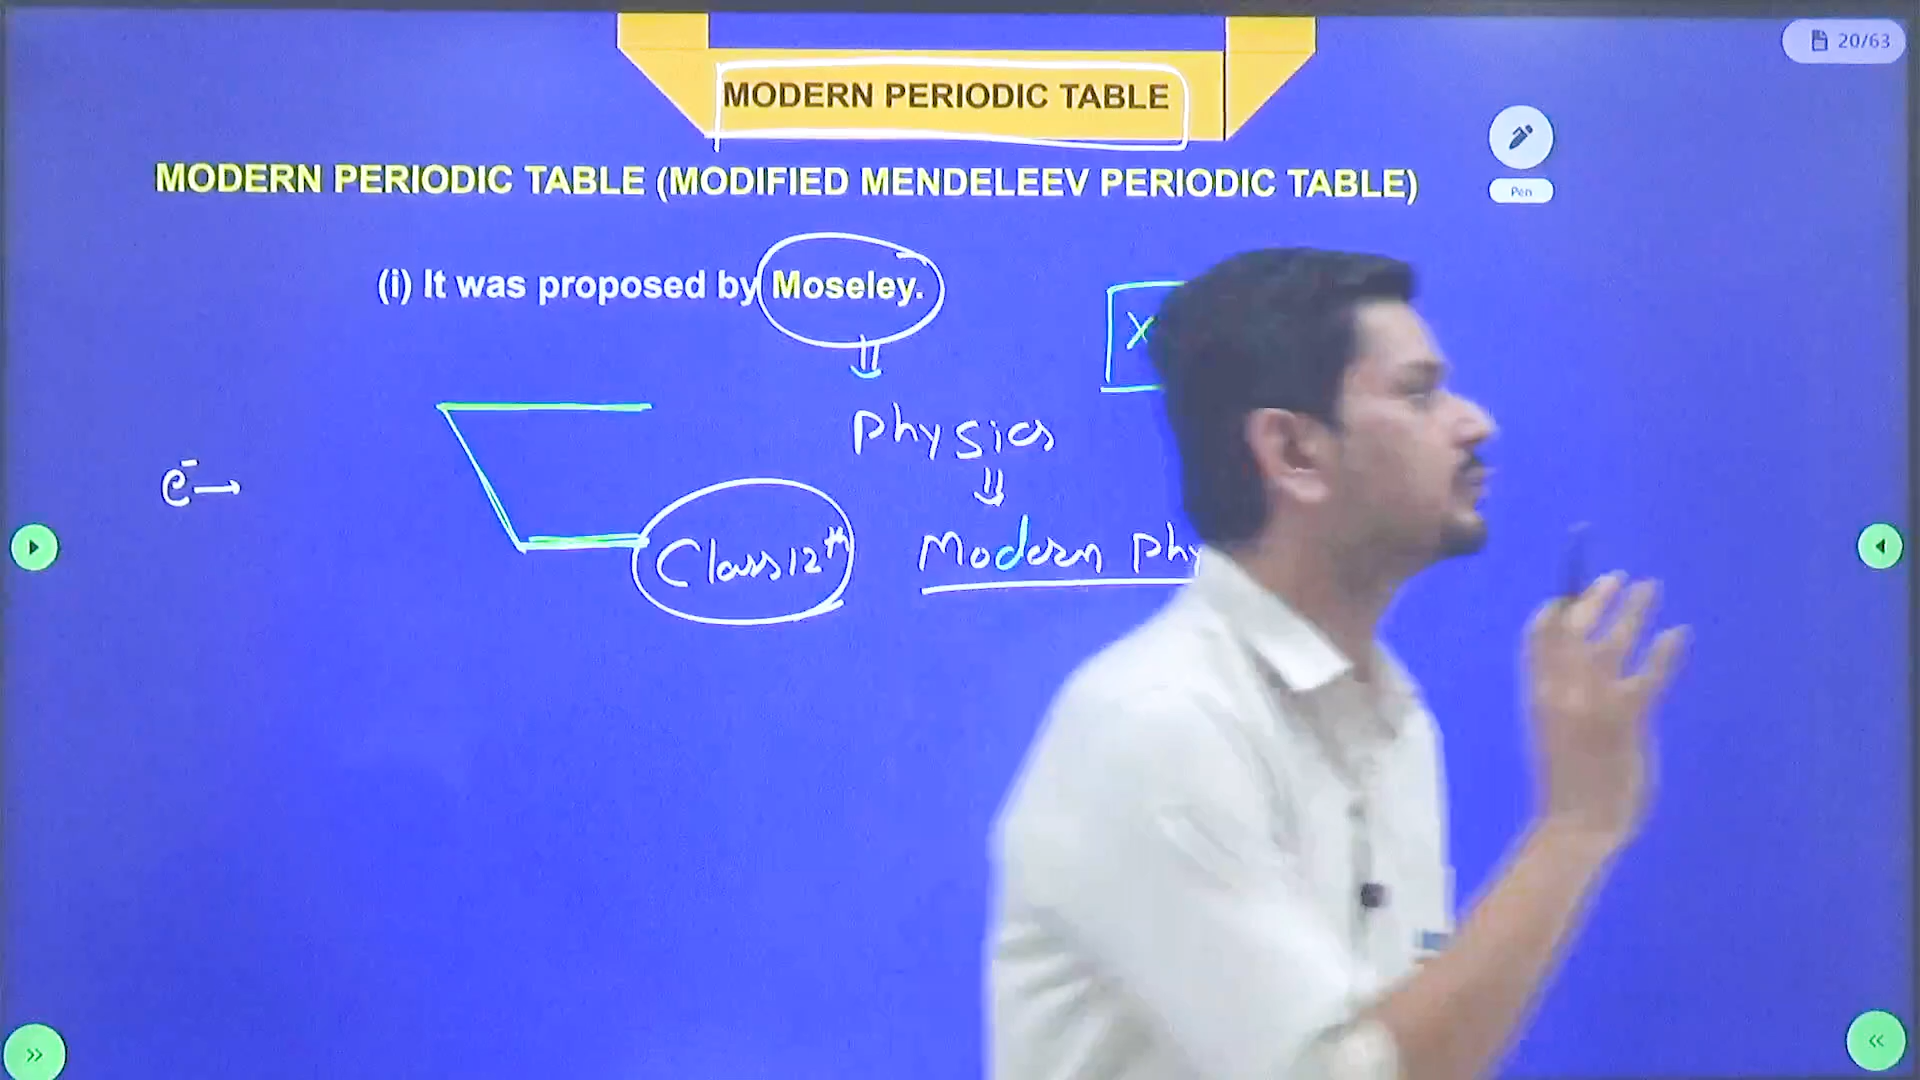 20/63
MODERN PERIODIC TABLE
Pen
MODERN PERIODIC TABLE (MODIFIED MENDELEEV PERIODIC TABLE)
(i) It was proposed by Moseley.
X
Physics
e⁻→
Class 12th
Modern Phy